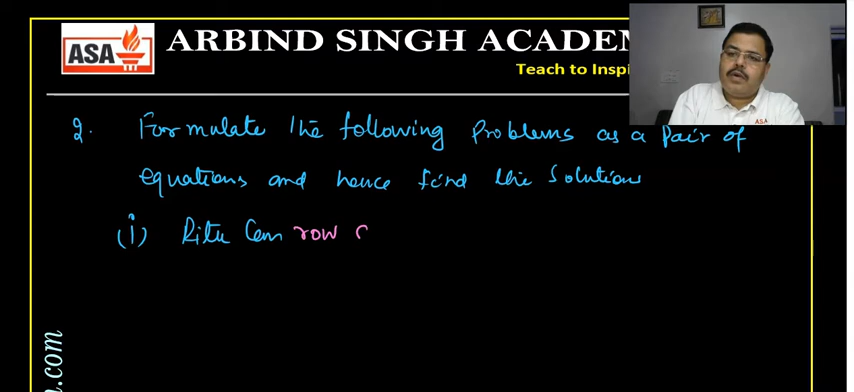 ASA
ARBIND SINGH ACADEM
Teach to Inspi
ASA
2. Formulate the following Problems as a Pair of
equations and hence find the Solutions
(i) Ritu Can row
.com